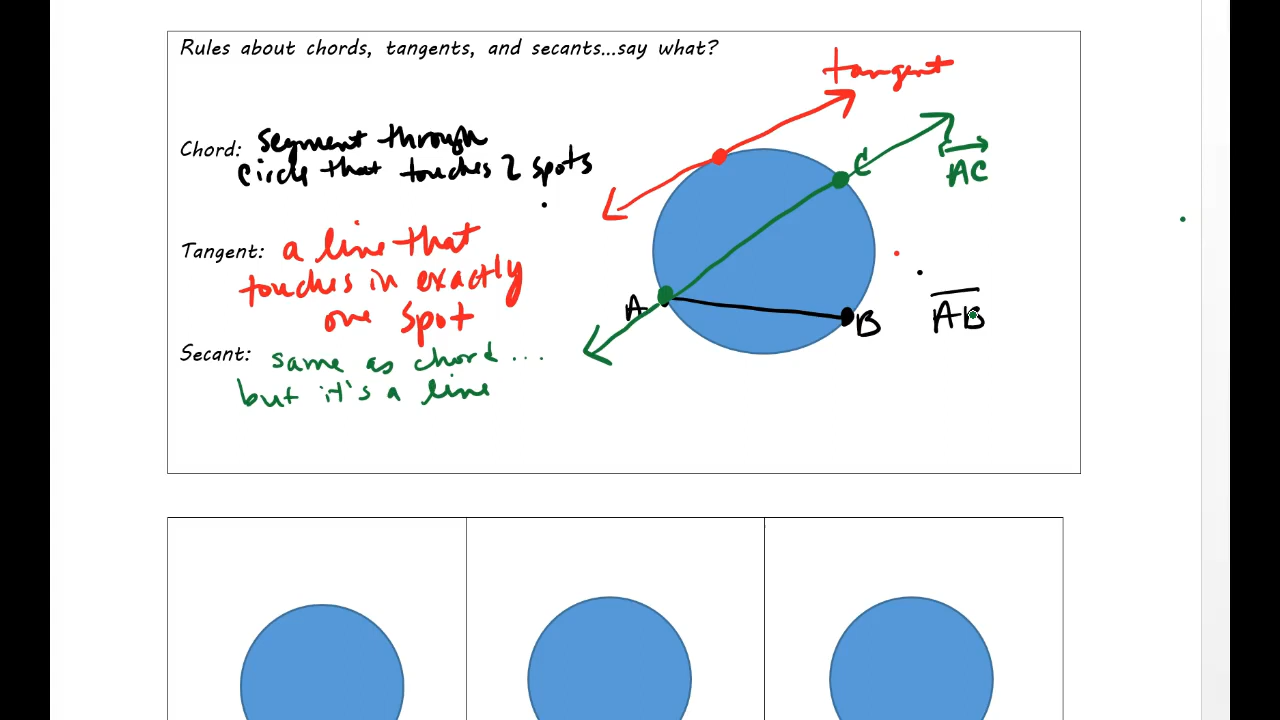 Rules about chords, tangents, and secants...say what?
tangent
Chord: segment through
circle that touches 2 spots
C
AC
Tangent: a line that
touches in exactly
one spot
A
B
AB
Secant: same as chord...
but it's a line